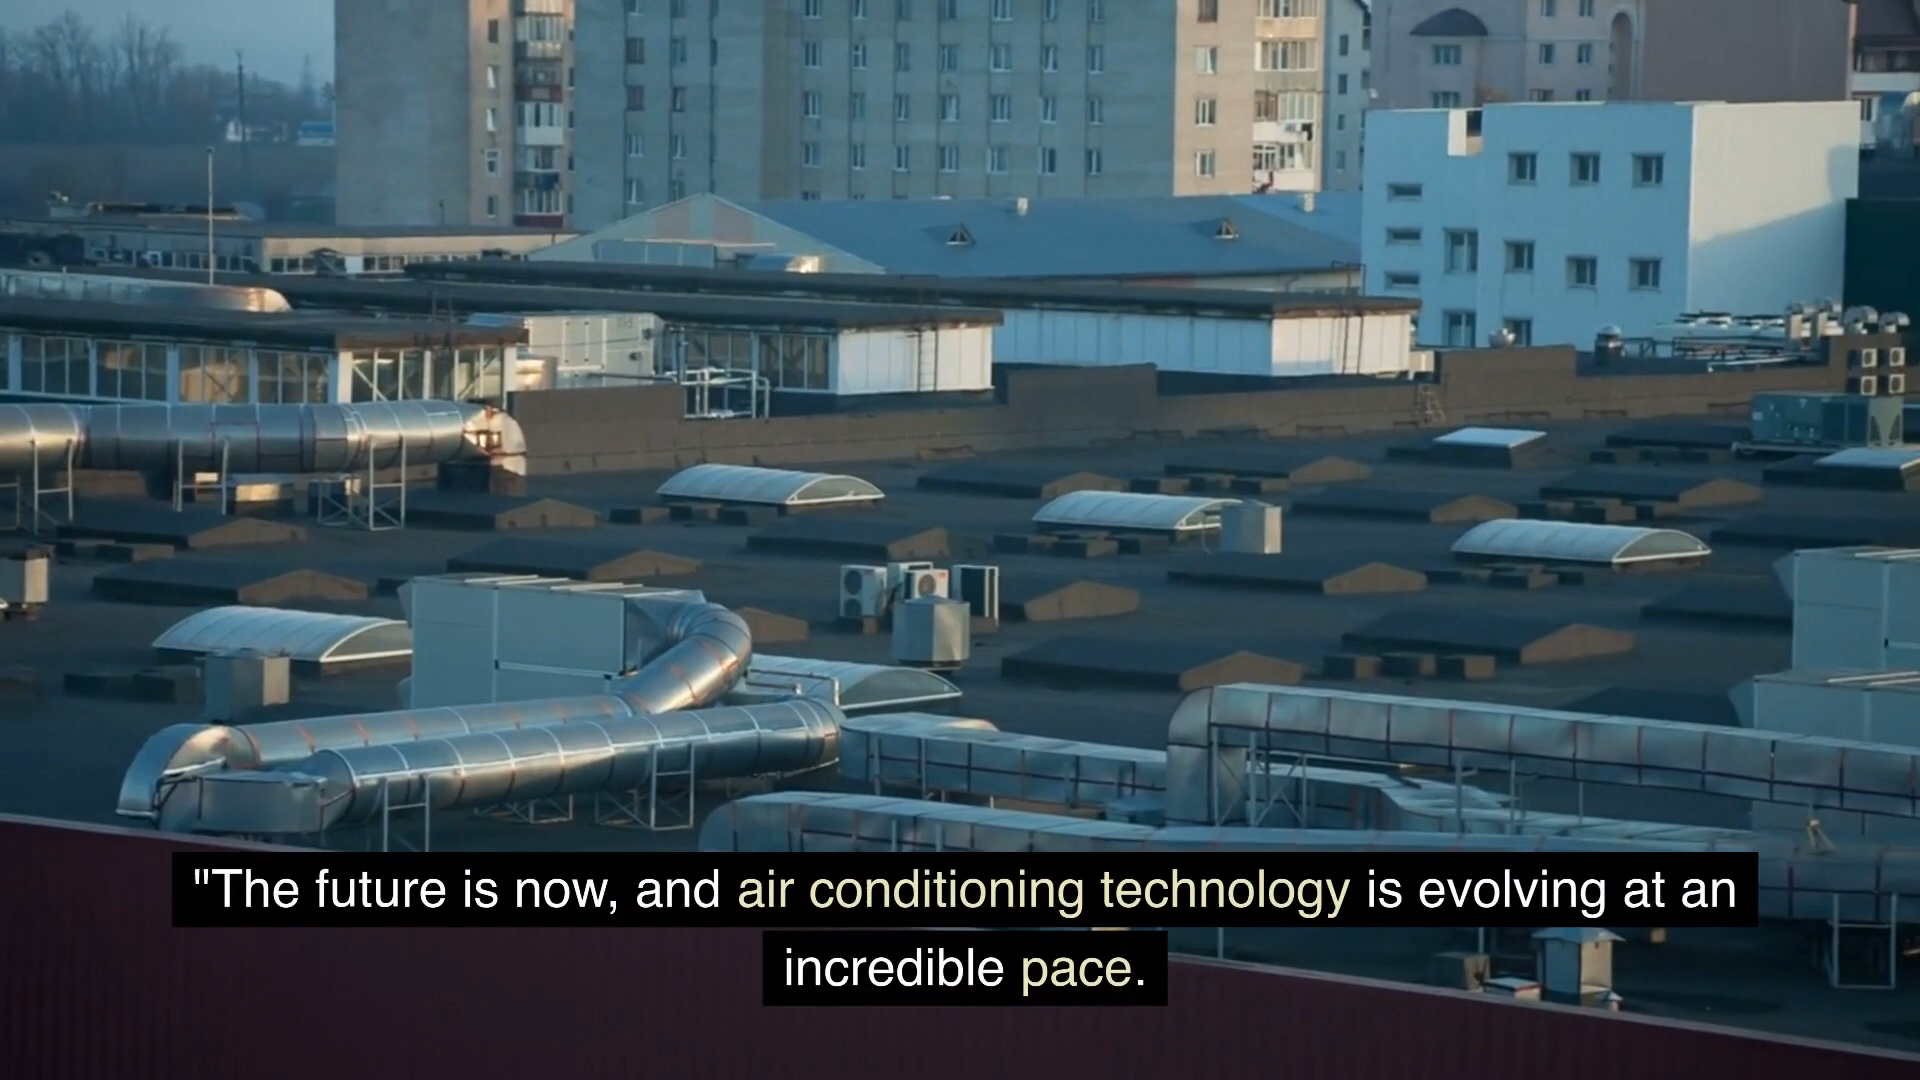 "The future is now, and air conditioning technology is evolving at an
incredible pace.